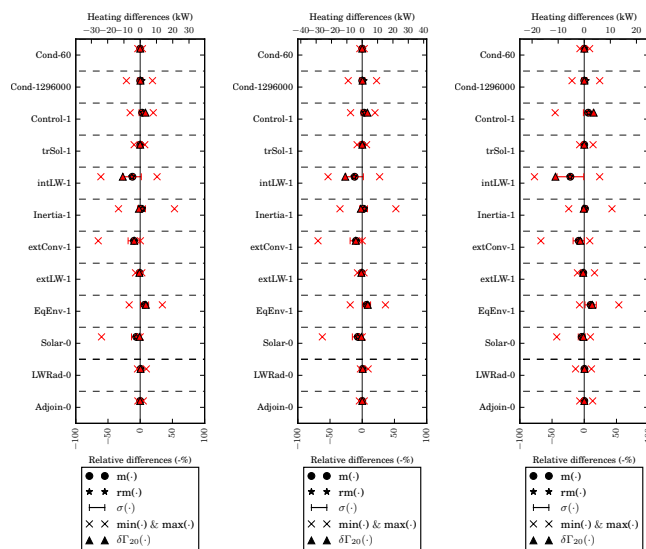 Heating differences (kW)
−30 −20 −10 0 10 20 30
Cond-60
Cond-1296000
Control-1
trSol-1
intLW-1
Inertia-1
extConv-1
extLW-1
EqEnv-1
Solar-0
LWRad-0
Adjoin-0
−100 −50 0 50 100
Relative differences (-%)
m(·)
rm(·)
σ(·)
min(·) & max(·)
δΓ₂₀(·)
Heating differences (kW)
−40 −30 −20 −10 0 10 20 30 40
Cond-60
Cond-1296000
Control-1
trSol-1
intLW-1
Inertia-1
extConv-1
extLW-1
EqEnv-1
Solar-0
LWRad-0
Adjoin-0
−100 −50 0 50 100
Relative differences (-%)
m(·)
rm(·)
σ(·)
min(·) & max(·)
δΓ₂₀(·)
Heating differences (kW)
−20 −10 0 10 20
Cond-60
Cond-1296000
Control-1
trSol-1
intLW-1
Inertia-1
extConv-1
extLW-1
EqEnv-1
Solar-0
LWRad-0
Adjoin-0
−100 −50 0 50 100
Relative differences (-%)
m(·)
rm(·)
σ(·)
min(·) & max(·)
δΓ₂₀(·)